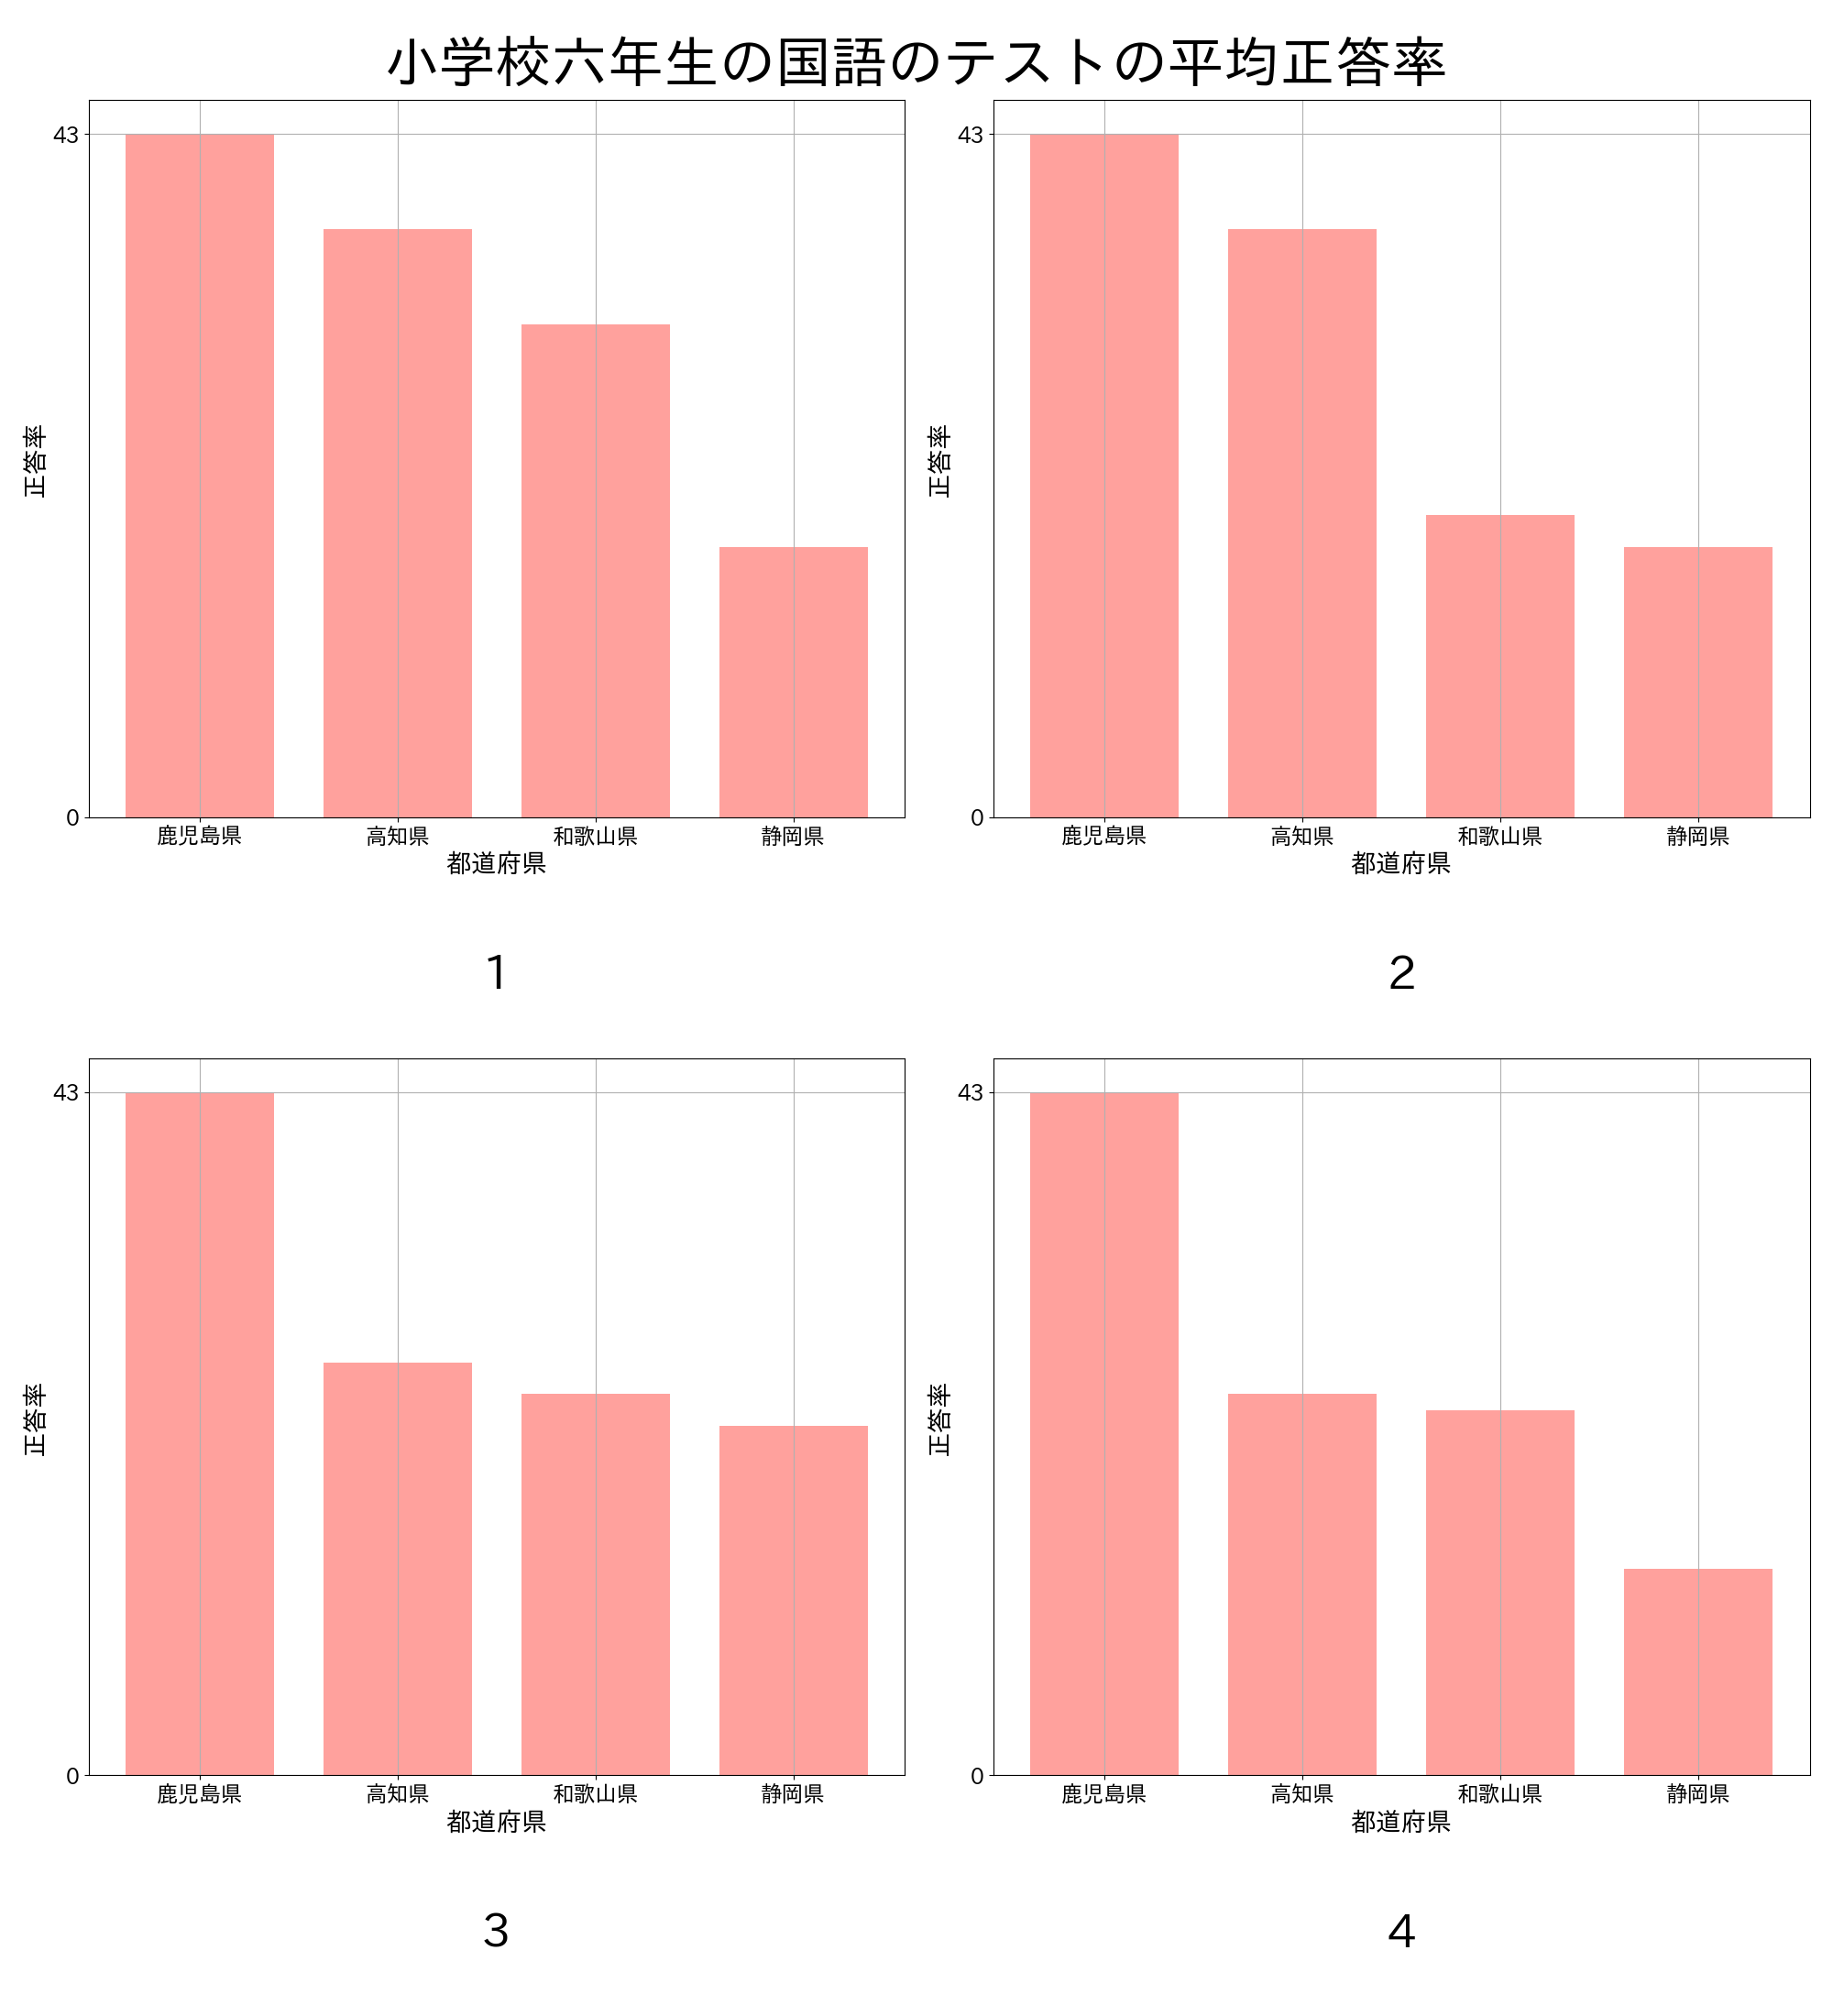 小学校六年生の国語のテストの平均正答率
43
0
正答率
鹿児島県 高知県 和歌山県 静岡県
都道府県
1
43
0
正答率
鹿児島県 高知県 和歌山県 静岡県
都道府県
2
43
0
正答率
鹿児島県 高知県 和歌山県 静岡県
都道府県
3
43
0
正答率
鹿児島県 高知県 和歌山県 静岡県
都道府県
4